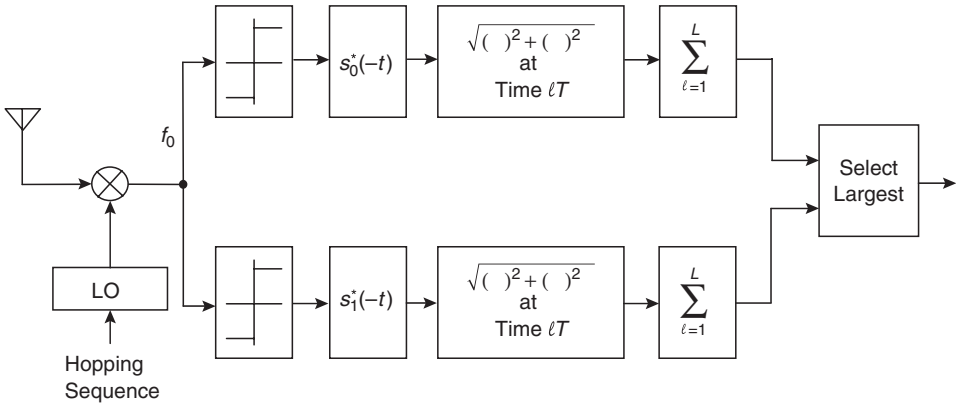 f₀
s₀*(−t)
√( )² + ( )²
at
Time ℓT
L
∑
ℓ=1
Select
Largest
LO
Hopping
Sequence
s₁*(−t)
√( )² + ( )²
at
Time ℓT
L
∑
ℓ=1